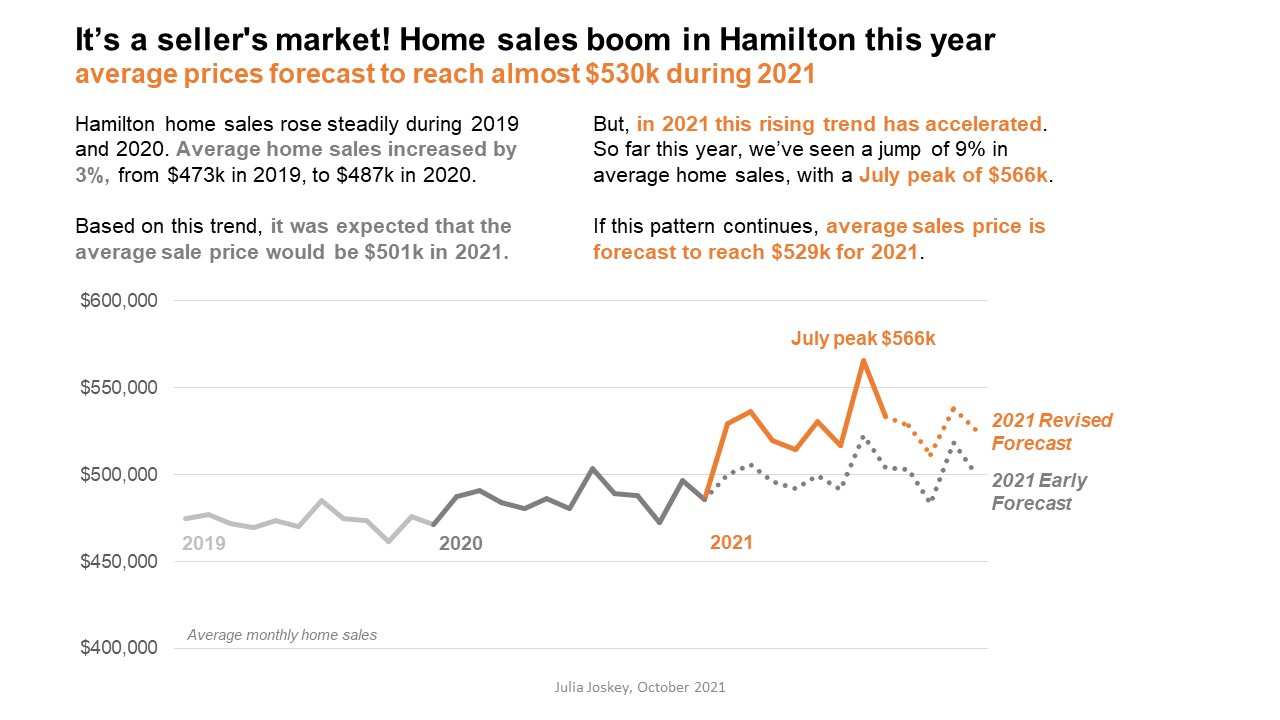 It’s a seller's market! Home sales boom in Hamilton this year
average prices forecast to reach almost $530k during 2021
Hamilton home sales rose steadily during 2019
and 2020. Average home sales increased by
3%, from $473k in 2019, to $487k in 2020.
Based on this trend, it was expected that the
average sale price would be $501k in 2021.
But, in 2021 this rising trend has accelerated.
So far this year, we’ve seen a jump of 9% in
average home sales, with a July peak of $566k.
If this pattern continues, average sales price is
forecast to reach $529k for 2021.
$600,000
$550,000
$500,000
$450,000
$400,000
July peak $566k
2021 Revised
Forecast
2021 Early
Forecast
2019
2020
2021
Average monthly home sales
Julia Joskey, October 2021